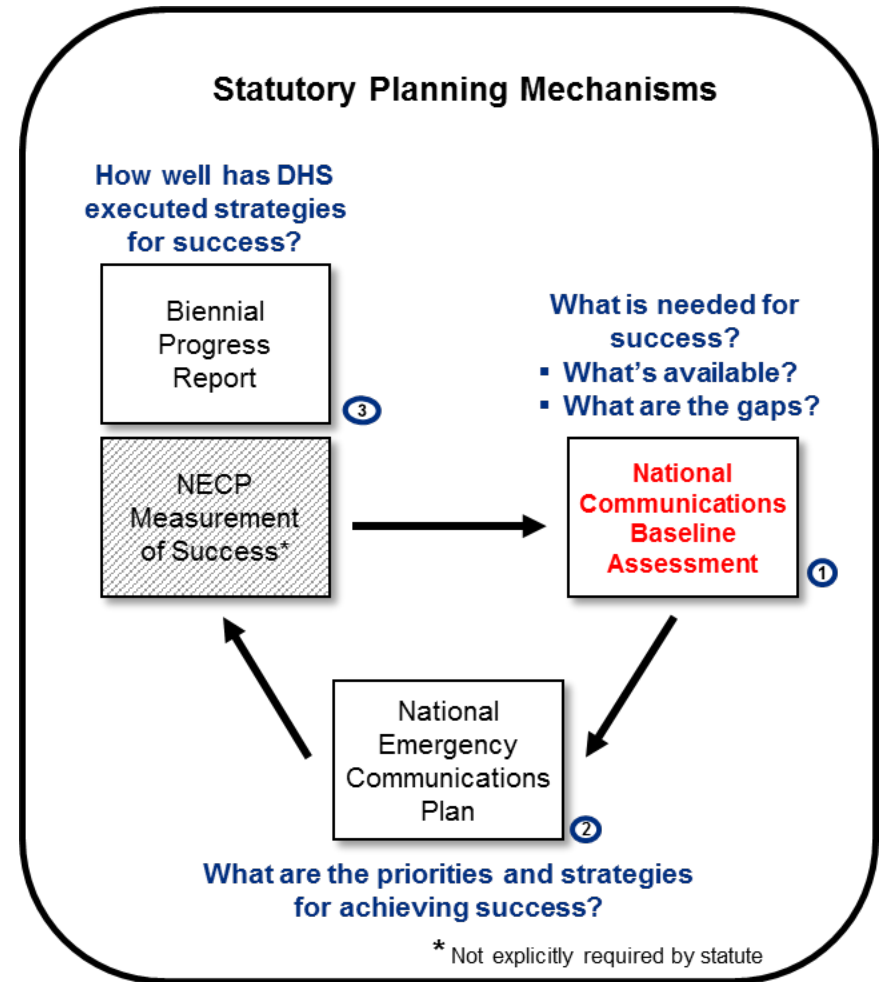 Statutory Planning Mechanisms
How well has DHS
executed strategies
for success?
Biennial
Progress
Report
3
NECP
Measurement
of Success*
What is needed for
success?
▪ What's available?
▪ What are the gaps?
National
Communications
Baseline
Assessment
1
National
Emergency
Communications
Plan
2
What are the priorities and strategies
for achieving success?
* Not explicitly required by statute